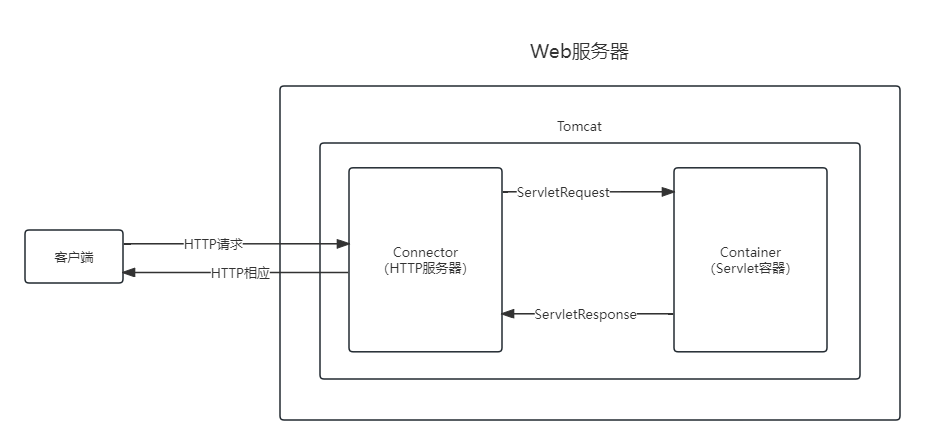 Web服务器
Tomcat
ServletRequest
HTTP请求
客户端
Connector
(HTTP服务器)
Container
(Servlet容器)
HTTP相应
ServletResponse